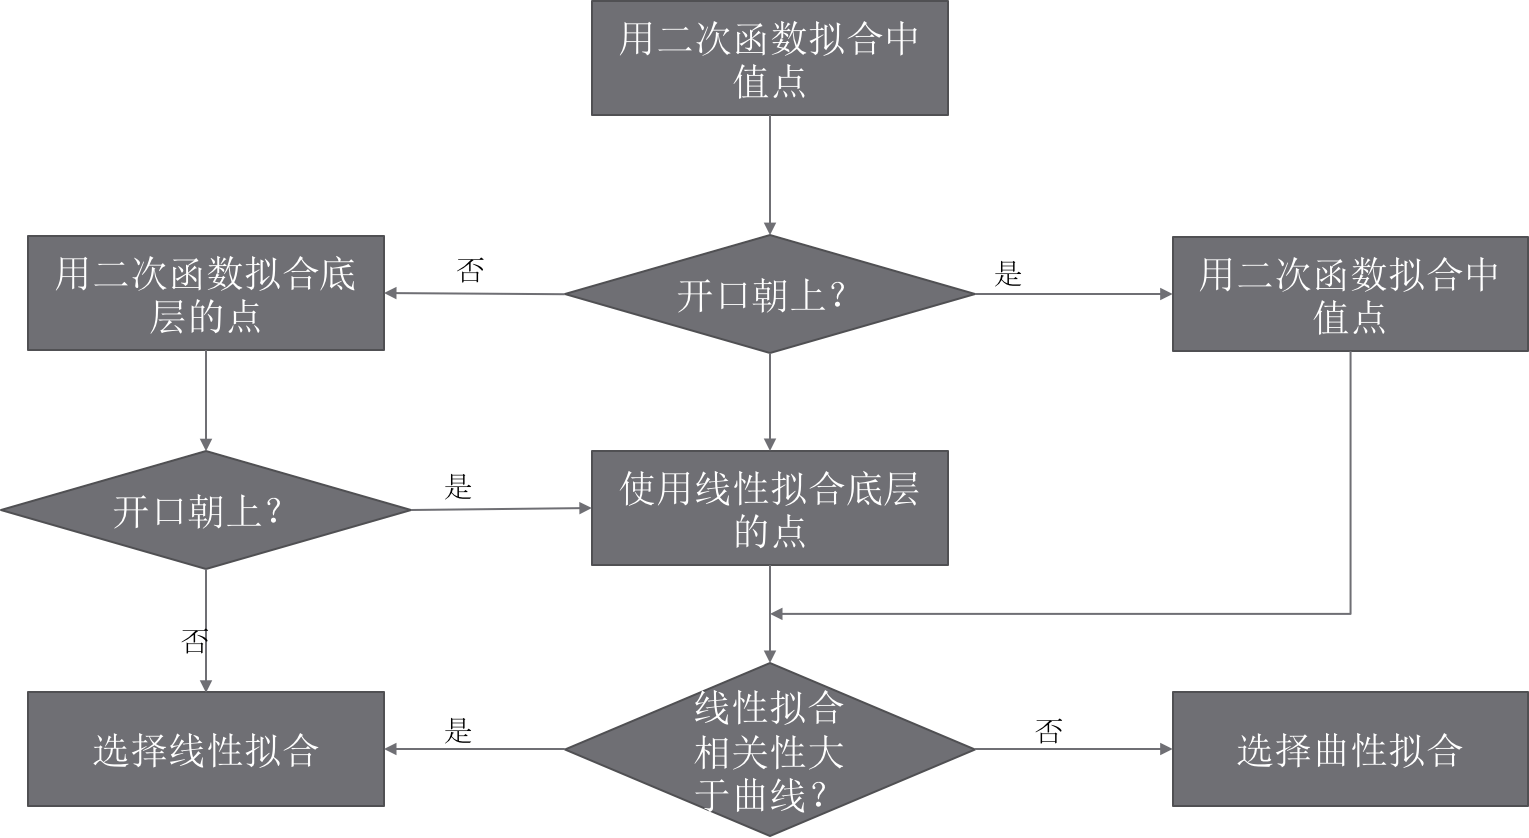 用二次函数拟合中
值点
用二次函数拟合底
层的点
否
开口朝上?
是
用二次函数拟合中
值点
开口朝上?
是
使用线性拟合底层
的点
否
选择线性拟合
是
线性拟合
相关性大
于曲线?
否
选择曲性拟合